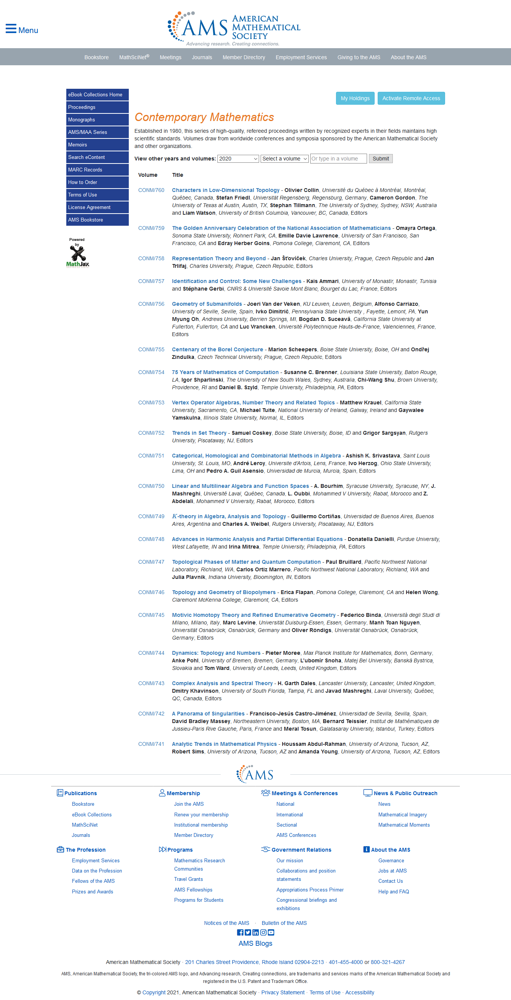 Menu
AMS AMERICAN
MATHEMATICAL
SOCIETY
Advancing research. Creating connections.
Bookstore MathSciNet® Meetings Journals Member Directory Employment Services Giving to the AMS About the AMS
eBook Collections Home
Proceedings
Monographs
AMS/MAA Series
Memoirs
Search eContent
MARC Records
How to Order
Terms of Use
License Agreement
AMS Bookstore
Powered
by
MathJax
My Holdings Activate Remote Access
Contemporary Mathematics
Established in 1980, this series of high-quality, refereed proceedings written by recognized experts in their fields maintains high
scientific standards. Volumes draw from worldwide conferences and symposia sponsored by the American Mathematical Society
and other organizations.
View other years and volumes: 2020 Select a volume Or type in a volume Submit
Volume Title
CONM/760 Characters in Low-Dimensional Topology - Olivier Collin, Université du Québec à Montréal, Montréal,
Québec, Canada, Stefan Friedl, Universität Regensberg, Regensburg, Germany, Cameron Gordon, The
University of Texas at Austin, Austin, TX, Stephan Tillmann, The University of Sydney, Sydney, NSW, Australia
and Liam Watson, University of British Columbia, Vancouver, BC, Canada, Editors
CONM/759 The Golden Anniversary Celebration of the National Association of Mathematicians - Omayra Ortega,
Sonoma State University, Rohnert Park, CA, Emille Davie Lawrence, University of San Francisco, San
Francisco, CA and Edray Herber Goins, Pomona College, Claremont, CA, Editors
CONM/758 Representation Theory and Beyond - Jan Šťovíček, Charles University, Prague, Czech Republic and Jan
Trlifaj, Charles University, Prague, Czech Republic, Editors
CONM/757 Identification and Control: Some New Challenges - Kaïs Ammari, University of Monastir, Monastir, Tunisia
and Stéphane Gerbi, CNRS & Université Savoie Mont Blanc, Bourget du Lac, France, Editors
CONM/756 Geometry of Submanifolds - Joeri Van der Veken, KU Leuven, Leuven, Belgium, Alfonso Carriazo,
University of Seville, Seville, Spain, Ivko Dimitrić, Pennsylvania State University , Fayette, Lemont, PA, Yun
Myung Oh, Andrews University, Berrien Springs, MI, Bogdan D. Suceavă, California State University at
Fullerton, Fullerton, CA and Luc Vrancken, Université Polytechnique Hauts-de-France, Valenciennes, France,
Editors
CONM/755 Centenary of the Borel Conjecture - Marion Scheepers, Boise State University, Boise, OH and Ondřej
Zindulka, Czech Technical University, Prague, Czech Republic, Editors
CONM/754 75 Years of Mathematics of Computation - Susanne C. Brenner, Louisiana State University, Baton Rouge,
LA, Igor Shparlinski, The University of New South Wales, Sydney, Australia, Chi-Wang Shu, Brown University,
Providence, RI and Daniel B. Szyld, Temple University, Philadelphia, PA, Editors
CONM/753 Vertex Operator Algebras, Number Theory and Related Topics - Matthew Krauel, California State
University, Sacramento, CA, Michael Tuite, National University of Ireland, Galway, Ireland and Gaywalee
Yamskulna, Illinois State University, Normal, IL, Editors
CONM/752 Trends in Set Theory - Samuel Coskey, Boise State University, Boise, ID and Grigor Sargsyan, Rutgers
University, Piscataway, NJ, Editors
CONM/751 Categorical, Homological and Combinatorial Methods in Algebra - Ashish K. Srivastava, Saint Louis
University, St. Louis, MO, André Leroy, Universite d’Artois, Lens, France, Ivo Herzog, Ohio State University,
Lima, OH and Pedro A. Guil Asensio, Universidad de Murcia, Murcia, Spain, Editors
CONM/750 Linear and Multilinear Algebra and Function Spaces - A. Bourhim, Syracuse University, Syracuse, NY, J.
Mashreghi, Université Laval, Québec, Canada, L. Oubbi, Mohammed V University, Rabat, Morocco and Z.
Abdelali, Mohammed V University, Rabat, Morocco, Editors
CONM/749 K-theory in Algebra, Analysis and Topology - Guillermo Cortiñas, Universidad de Buenos Aires, Buenos
Aires, Argentina and Charles A. Weibel, Rutgers University, Piscataway, NJ, Editors
CONM/748 Advances in Harmonic Analysis and Partial Differential Equations - Donatella Danielli, Purdue University,
West Lafayette, IN and Irina Mitrea, Temple University, Philadelphia, PA, Editors
CONM/747 Topological Phases of Matter and Quantum Computation - Paul Bruillard, Pacific Northwest National
Laboratory, Richland, WA, Carlos Ortiz Marrero, Pacific Northwest National Laboratory, Richland, WA and
Julia Plavnik, Indiana University, Bloomington, IN, Editors
CONM/746 Topology and Geometry of Biopolymers - Erica Flapan, Pomona College, Claremont, CA and Helen Wong,
Claremont McKenna College, Claremont, CA, Editors
CONM/745 Motivic Homotopy Theory and Refined Enumerative Geometry - Federico Binda, Università degli Studi di
Milano, Milano, Italy, Marc Levine, Universität Duisburg-Essen, Essen, Germany, Manh Toan Nguyen,
Universität Osnabrück, Osnabrück, Germany and Oliver Röndigs, Universität Osnabrück, Osnabrück,
Germany, Editors
CONM/744 Dynamics: Topology and Numbers - Pieter Moree, Max Planck Institute for Mathematics, Bonn, Germany,
Anke Pohl, University of Bremen, Bremen, Germany, L’ubomír Snoha, Matej Bel University, Banská Bystrica,
Slovakia and Tom Ward, University of Leeds, Leeds, United Kingdom, Editors
CONM/743 Complex Analysis and Spectral Theory - H. Garth Dales, Lancaster University, Lancaster, United Kingdom,
Dmitry Khavinson, University of South Florida, Tampa, FL and Javad Mashreghi, Laval University, Québec,
QC, Canada, Editors
CONM/742 A Panorama of Singularities - Francisco-Jesús Castro-Jiménez, Universidad de Sevilla, Sevilla, Spain,
David Bradley Massey, Northeastern University, Boston, MA, Bernard Teissier, Institut de Mathématiques de
Jussieu-Paris Rive Gauche, Paris, France and Meral Tosun, Galatasaray University, Istanbul, Turkey, Editors
CONM/741 Analytic Trends in Mathematical Physics - Houssam Abdul-Rahman, University of Arizona, Tucson, AZ,
Robert Sims, University of Arizona, Tucson, AZ and Amanda Young, University of Arizona, Tucson, AZ, Editors
AMS
Publications
Bookstore
eBook Collections
MathSciNet
Journals
Membership
Join the AMS
Renew your membership
Institutional membership
Member Directory
Meetings & Conferences
National
International
Sectional
AMS Conferences
News & Public Outreach
News
Mathematical Imagery
Mathematical Moments
The Profession
Employment Services
Data on the Profession
Fellows of the AMS
Prizes and Awards
Programs
Mathematics Research
Communities
Travel Grants
AMS Fellowships
Programs for Students
Government Relations
Our mission
Collaborations and position
statements
Appropriations Process Primer
Congressional briefings and
exhibitions
About the AMS
Governance
Jobs at AMS
Contact Us
Help and FAQ
Notices of the AMS · Bulletin of the AMS
AMS Blogs
American Mathematical Society · 201 Charles Street Providence, Rhode Island 02904-2213 · 401-455-4000 or 800-321-4267
AMS, American Mathematical Society, the tri-colored AMS logo, and Advancing research, Creating connections, are trademarks and services marks of the American Mathematical Society and
registered in the U.S. Patent and Trademark Office.
© Copyright 2021, American Mathematical Society · Privacy Statement · Terms of Use · Accessibility